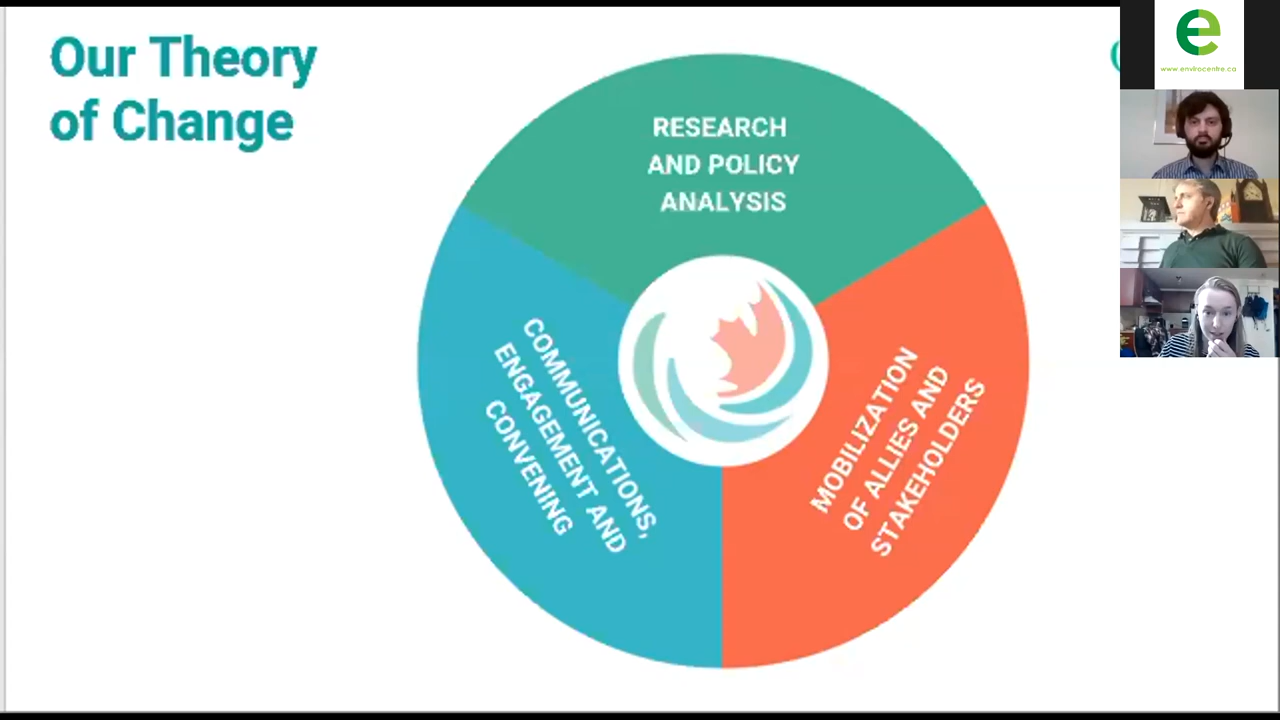 Our Theory
of Change
RESEARCH
AND POLICY
ANALYSIS
COMMUNICATIONS,
ENGAGEMENT AND
CONVENING
MOBILIZATION
OF ALLIES AND
STAKEHOLDERS
e
www.envirocentre.ca